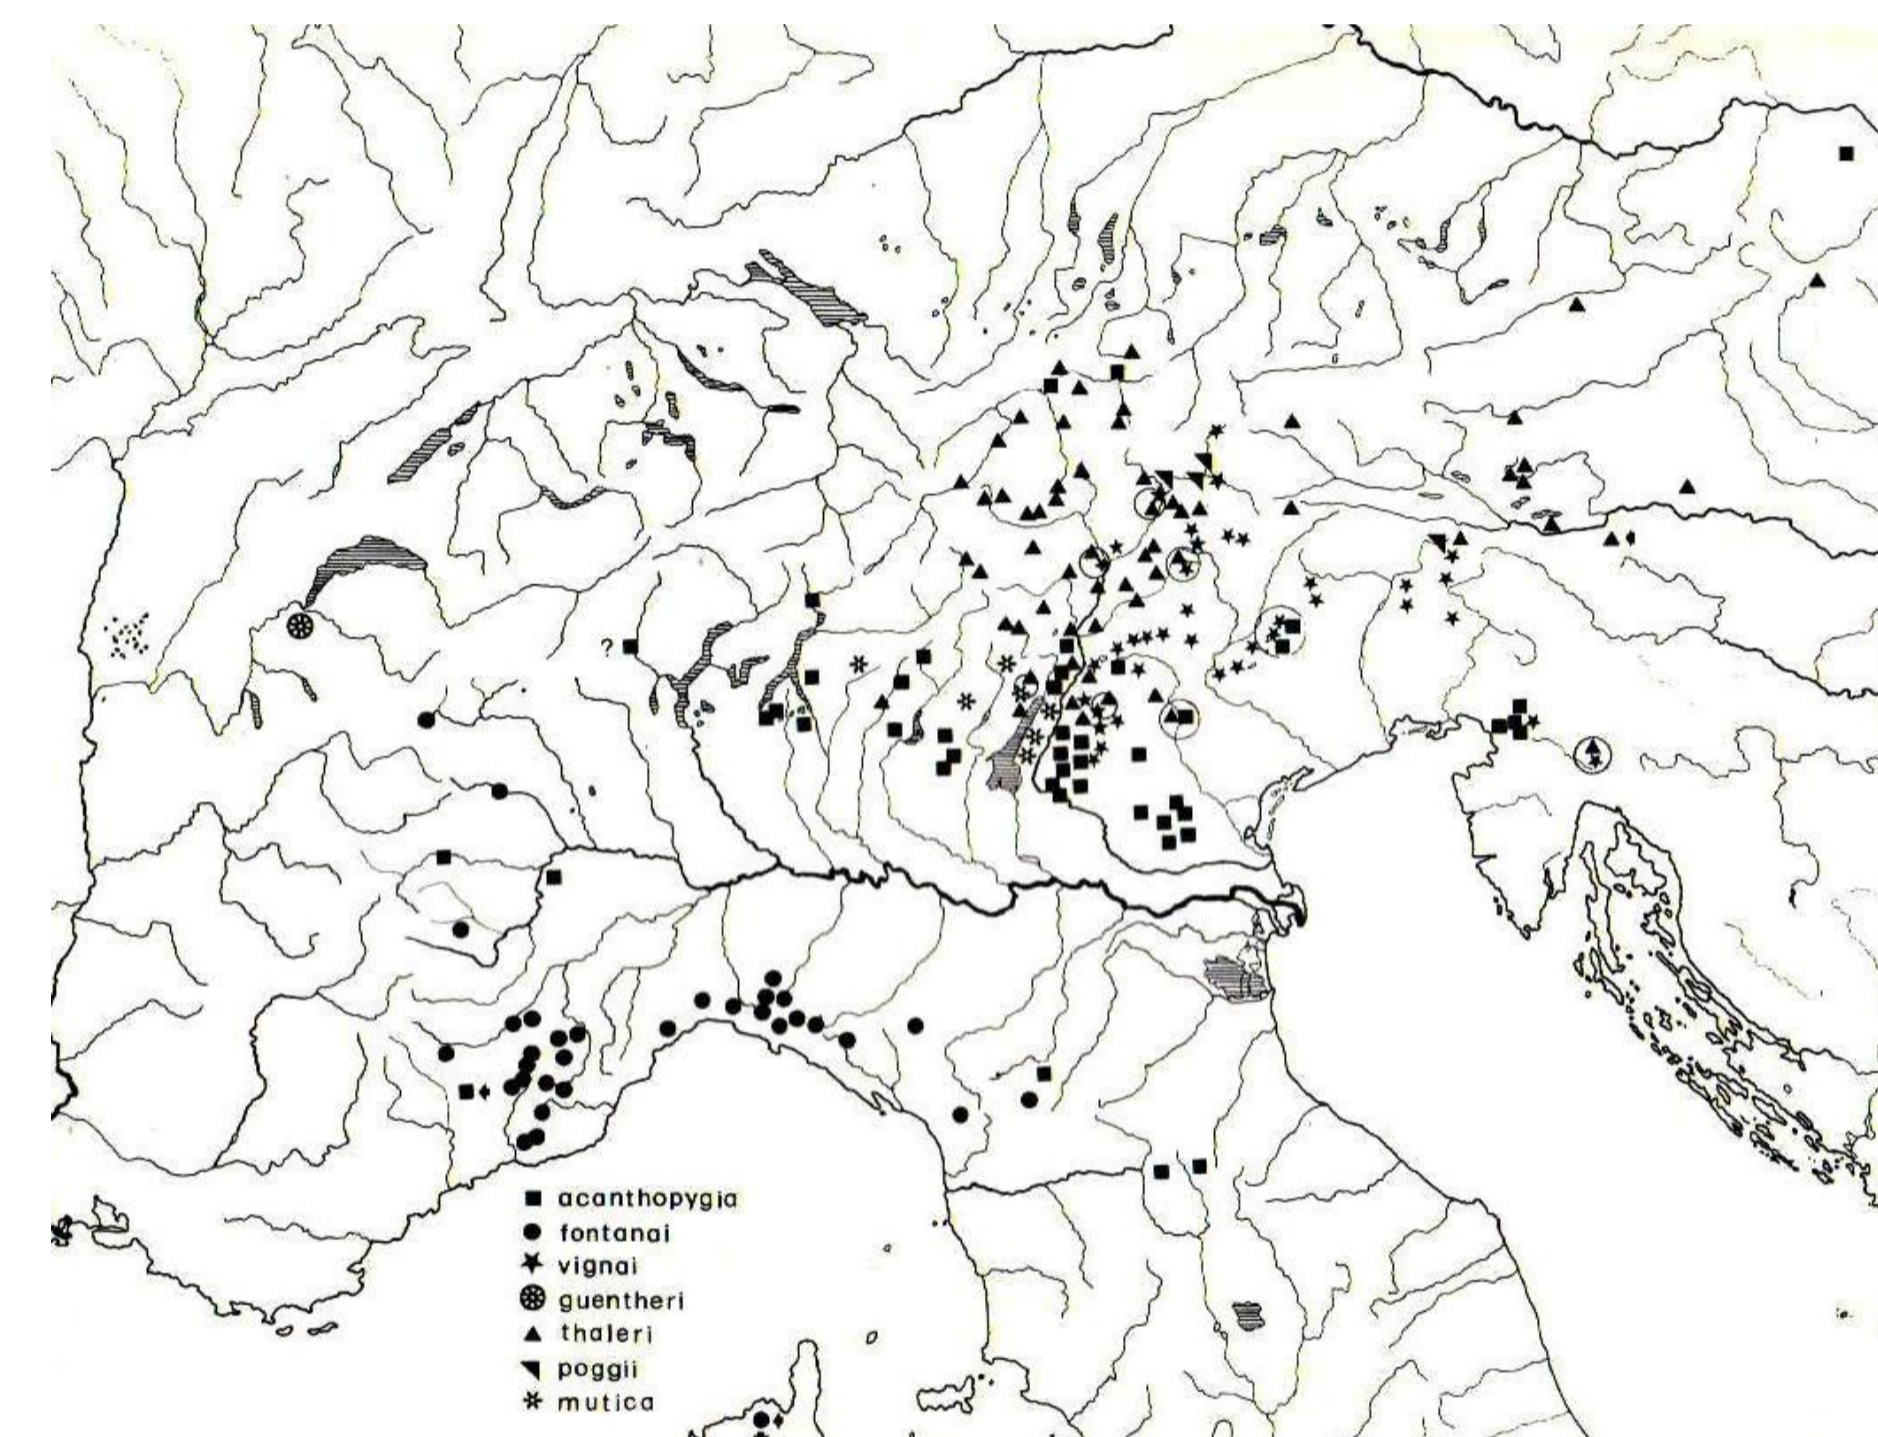 ?
acanthopygia
fontanai
vignai
guentheri
thaleri
poggii
mutica